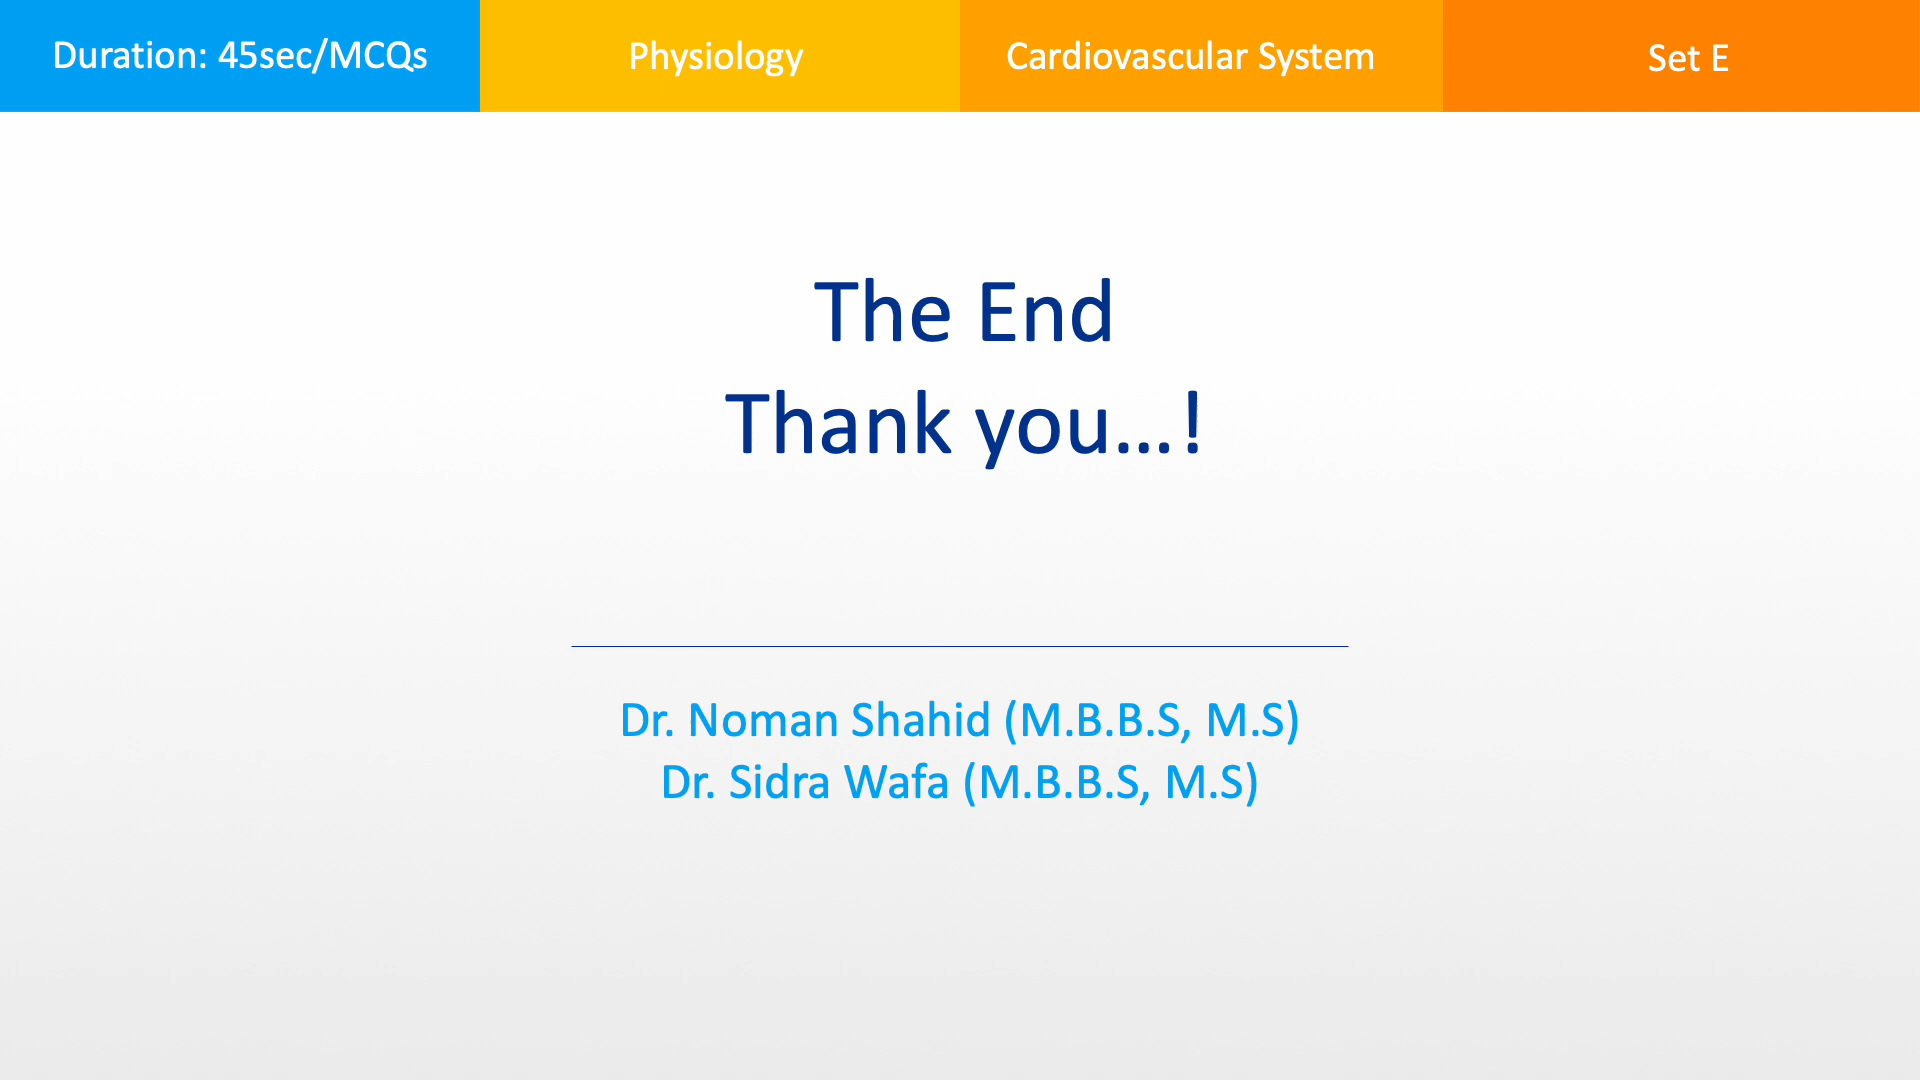 Duration: 45sec/MCQs
Physiology
Cardiovascular System
Set E
The End
Thank you...!
Dr. Noman Shahid (M.B.B.S, M.S)
Dr. Sidra Wafa (M.B.B.S, M.S)